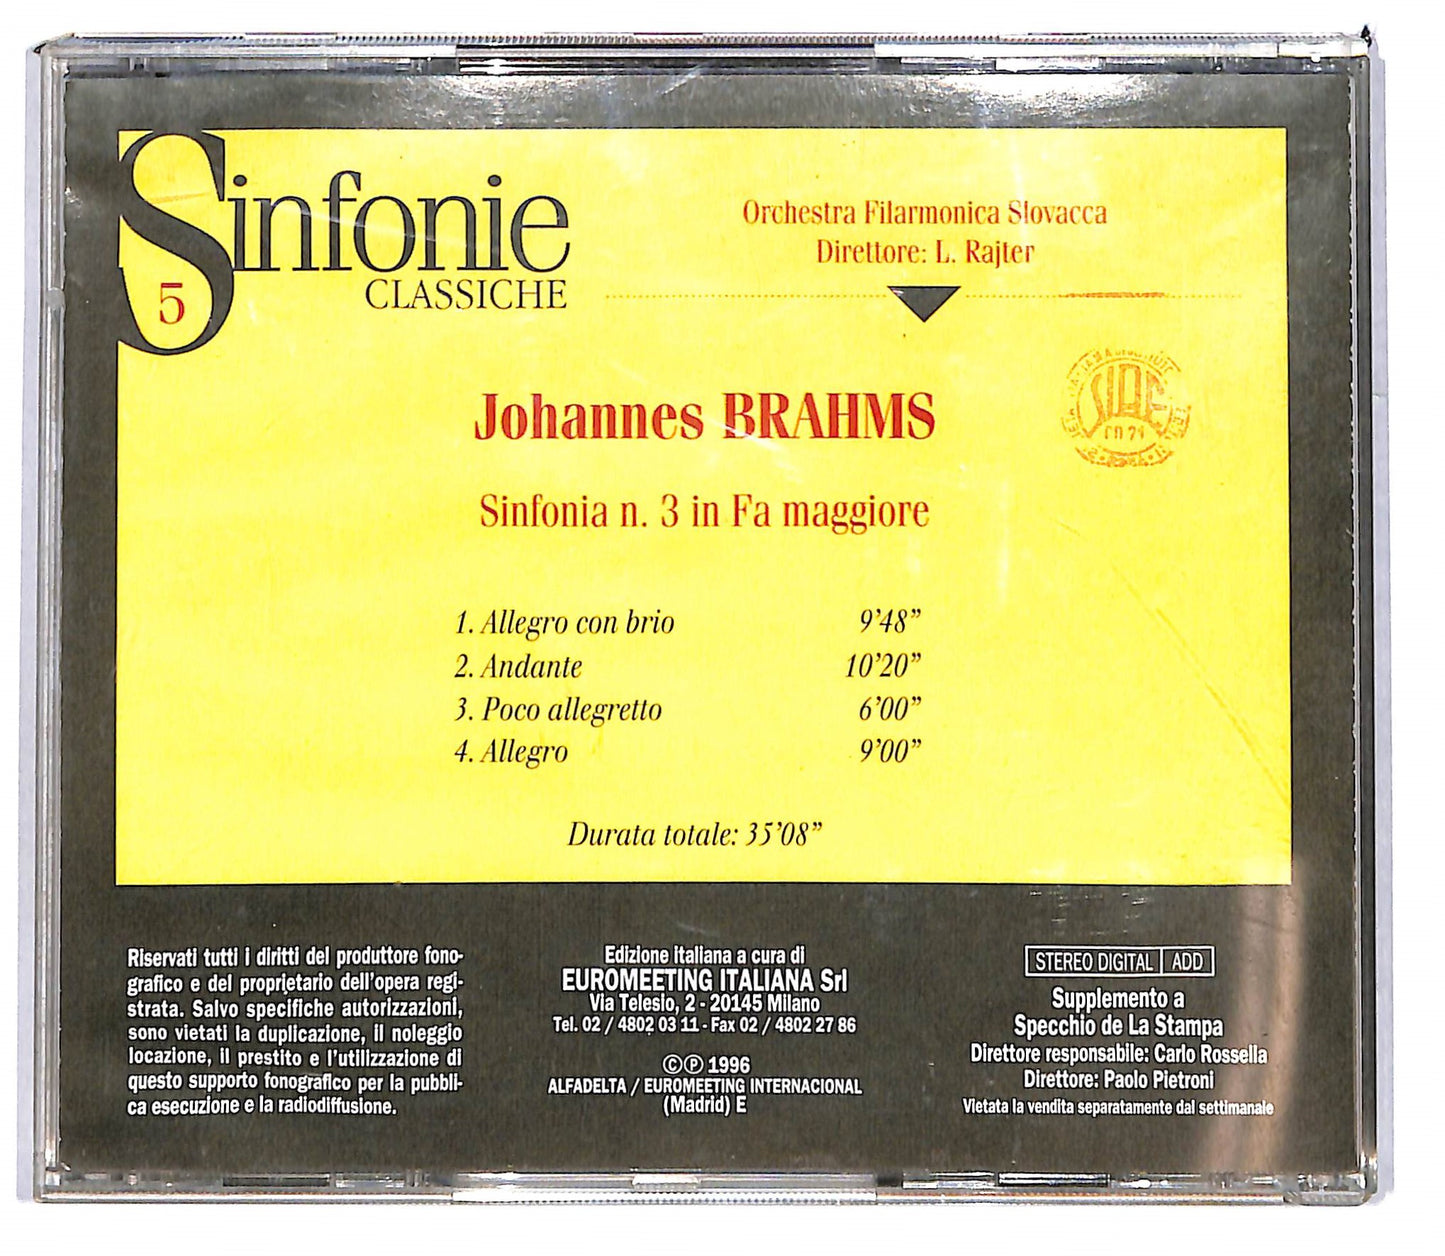 Sinfonie
CLASSICHE
5
Orchestra Filarmonica Slovacca
Direttore: L. Rajter
SIAE
Johannes BRAHMS
Sinfonia n. 3 in Fa maggiore
1. Allegro con brio 9'48”
2. Andante 10'20”
3. Poco allegretto 6'00”
4. Allegro 9'00”
Durata totale: 35'08”
Riservati tutti i diritti del produttore fono-
grafico e del proprietario dell'opera regi-
strata. Salvo specifiche autorizzazioni,
sono vietati la duplicazione, il noleggio
locazione, il prestito e l'utilizzazione di
questo supporto fonografico per la pubbli-
ca esecuzione e la radiodiffusione.
Edizione Italiana a cura di
EUROMEETING ITALIANA Srl
Via Telesio, 2 - 20145 Milano
Tel. 02 / 4802 03 11 - Fax 02 / 4802 27 86
©℗ 1996
ALFADELTA / EUROMEETING INTERNACIONAL
(Madrid) E
STEREO DIGITAL ADD
Supplemento a
Specchio de La Stampa
Direttore responsabile: Carlo Rossella
Direttore: Paolo Pietroni
Vietata la vendita separatamente dal settimanale